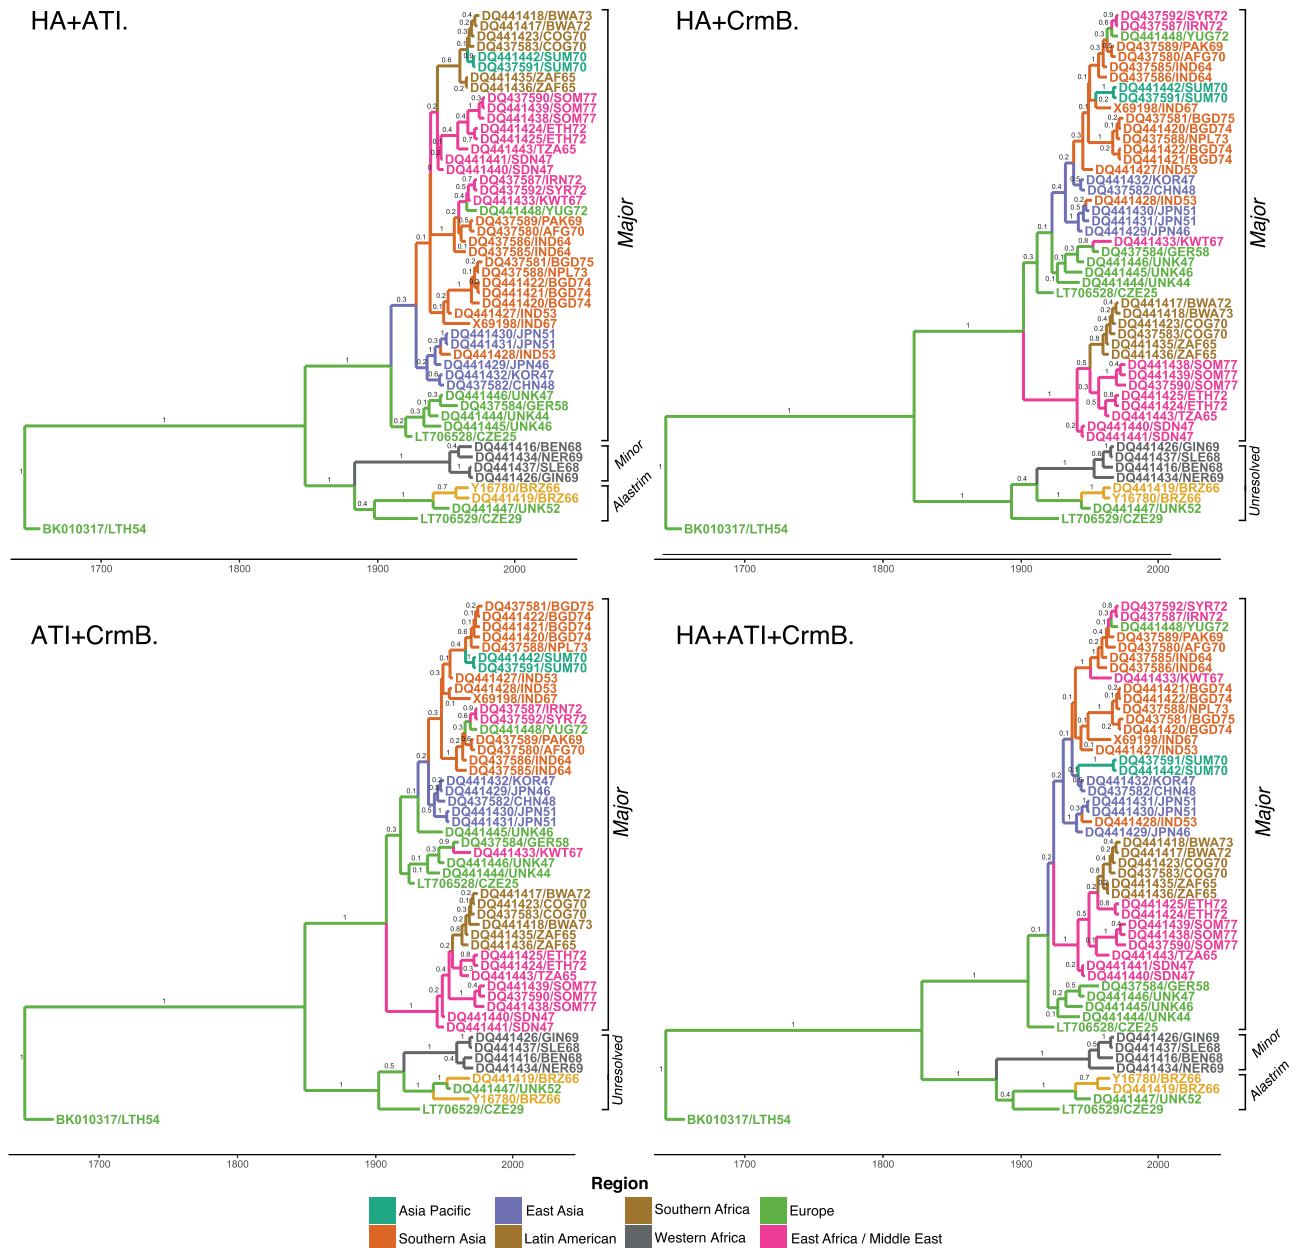 HA+ATI.
DQ441418/BWA73
DQ441417/BWA72
DQ441423/COG70
DQ437583/COG70
DQ441442/SUM70
DQ437591/SUM70
DQ441435/ZAF65
DQ441436/ZAF65
DQ437590/SOM77
DQ441439/SOM77
DQ441438/SOM77
DQ441424/ETH72
DQ441425/ETH72
DQ441443/TZA65
DQ441441/SDN47
DQ441440/SDN47
DQ437587/IRN72
DQ437592/SYR72
DQ441433/KWT67
DQ441448/YUG72
DQ437589/PAK69
DQ437580/AFG70
DQ437586/IND64
DQ437585/IND64
DQ437581/BGD75
DQ437588/NPL73
DQ441422/BGD74
DQ441421/BGD74
DQ441420/BGD74
DQ441427/IND53
X69198/IND67
DQ441430/JPN51
DQ441431/JPN51
DQ441428/IND53
DQ441429/JPN46
DQ441432/KOR47
DQ437582/CHN48
DQ441446/UNK47
DQ437584/GER58
DQ441444/UNK44
DQ441445/UNK46
LT706528/CZE25
DQ441416/BEN68
DQ441434/NER69
DQ441437/SLE68
DQ441426/GIN69
Y16780/BRZ66
DQ441419/BRZ66
DQ441447/UNK52
LT706529/CZE29
BK010317/LTH54
Major
Minor
Alastrim
1700 1800 1900 2000
HA+CrmB.
DQ437592/SYR72
DQ437587/IRN72
DQ441448/YUG72
DQ437589/PAK69
DQ437580/AFG70
DQ437585/IND64
DQ437586/IND64
DQ441442/SUM70
DQ437591/SUM70
X69198/IND67
DQ437581/BGD75
DQ441420/BGD74
DQ437588/NPL73
DQ441422/BGD74
DQ441421/BGD74
DQ441427/IND53
DQ441432/KOR47
DQ437582/CHN48
DQ441428/IND53
DQ441430/JPN51
DQ441431/JPN51
DQ441429/JPN46
DQ441433/KWT67
DQ437584/GER58
DQ441446/UNK47
DQ441445/UNK46
DQ441444/UNK44
LT706528/CZE25
DQ441417/BWA72
DQ441418/BWA73
DQ441423/COG70
DQ437583/COG70
DQ441435/ZAF65
DQ441436/ZAF65
DQ441438/SOM77
DQ441439/SOM77
DQ437590/SOM77
DQ441425/ETH72
DQ441424/ETH72
DQ441443/TZA65
DQ441440/SDN47
DQ441441/SDN47
DQ441426/GIN69
DQ441437/SLE68
DQ441416/BEN68
DQ441434/NER69
DQ441419/BRZ66
Y16780/BRZ66
DQ441447/UNK52
LT706529/CZE29
BK010317/LTH54
Major
Unresolved
1700 1800 1900 2000
ATI+CrmB.
DQ437581/BGD75
DQ441422/BGD74
DQ441421/BGD74
DQ441420/BGD74
DQ437588/NPL73
DQ441442/SUM70
DQ437591/SUM70
DQ441427/IND53
DQ441428/IND53
X69198/IND67
DQ437587/IRN72
DQ437592/SYR72
DQ441448/YUG72
DQ437589/PAK69
DQ437580/AFG70
DQ437586/IND64
DQ437585/IND64
DQ441432/KOR47
DQ441429/JPN46
DQ437582/CHN48
DQ441430/JPN51
DQ441431/JPN51
DQ441445/UNK46
DQ437584/GER58
DQ441433/KWT67
DQ441446/UNK47
DQ441444/UNK44
LT706528/CZE25
DQ441417/BWA72
DQ441423/COG70
DQ437583/COG70
DQ441418/BWA73
DQ441435/ZAF65
DQ441436/ZAF65
DQ441425/ETH72
DQ441424/ETH72
DQ441443/TZA65
DQ441439/SOM77
DQ437590/SOM77
DQ441438/SOM77
DQ441440/SDN47
DQ441441/SDN47
DQ441426/GIN69
DQ441437/SLE68
DQ441416/BEN68
DQ441434/NER69
DQ441419/BRZ66
DQ441447/UNK52
Y16780/BRZ66
LT706529/CZE29
BK010317/LTH54
Major
Unresolved
1700 1800 1900 2000
HA+ATI+CrmB.
DQ437592/SYR72
DQ437587/IRN72
DQ441448/YUG72
DQ437589/PAK69
DQ437580/AFG70
DQ437585/IND64
DQ437586/IND64
DQ441433/KWT67
DQ441421/BGD74
DQ441422/BGD74
DQ437588/NPL73
DQ437581/BGD75
DQ441420/BGD74
X69198/IND67
DQ441427/IND53
DQ437591/SUM70
DQ441442/SUM70
DQ441432/KOR47
DQ437582/CHN48
DQ441431/JPN51
DQ441430/JPN51
DQ441428/IND53
DQ441429/JPN46
DQ441418/BWA73
DQ441417/BWA72
DQ441423/COG70
DQ437583/COG70
DQ441435/ZAF65
DQ441436/ZAF65
DQ441425/ETH72
DQ441424/ETH72
DQ441439/SOM77
DQ441438/SOM77
DQ437590/SOM77
DQ441443/TZA65
DQ441441/SDN47
DQ441440/SDN47
DQ437584/GER58
DQ441446/UNK47
DQ441445/UNK46
DQ441444/UNK44
LT706528/CZE25
DQ441426/GIN69
DQ441437/SLE68
DQ441416/BEN68
DQ441434/NER69
Y16780/BRZ66
DQ441419/BRZ66
DQ441447/UNK52
LT706529/CZE29
BK010317/LTH54
Major
Minor
Alastrim
1700 1800 1900 2000
Region
Asia Pacific East Asia Southern Africa Europe
Southern Asia Latin American Western Africa East Africa / Middle East